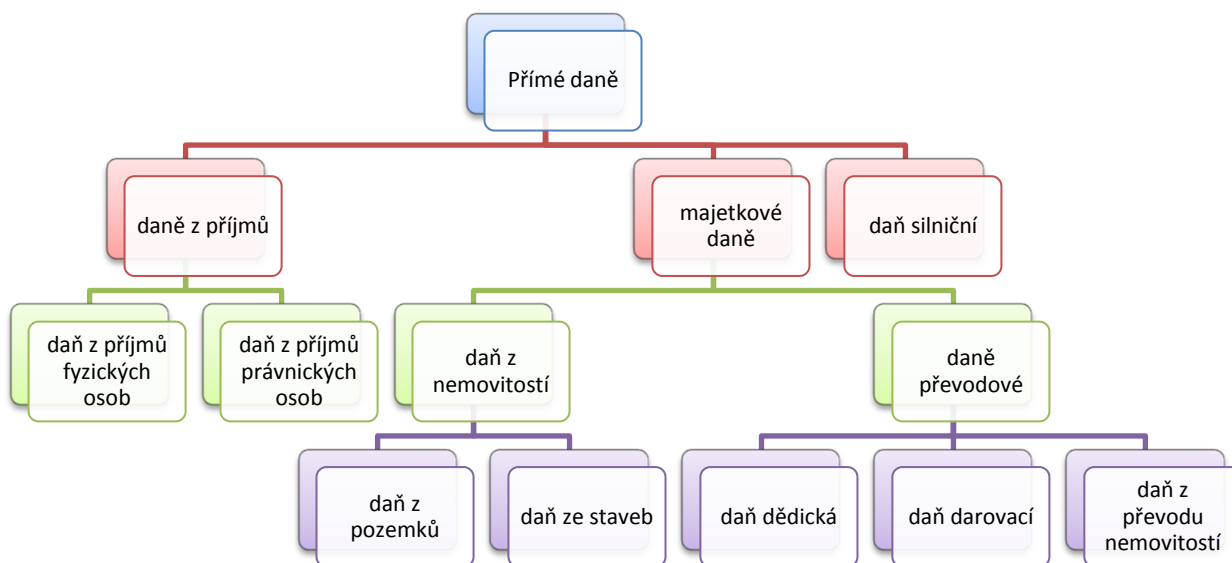 Přímé daně
daně z příjmů
majetkové
daně
daň silniční
daň z příjmů
fyzických
osob
daň z příjmů
právnických
osob
daň z
nemovitostí
daně
převodové
daň z
pozemků
daň ze staveb
daň dědická
daň darovací
daň z
převodu
nemovitostí